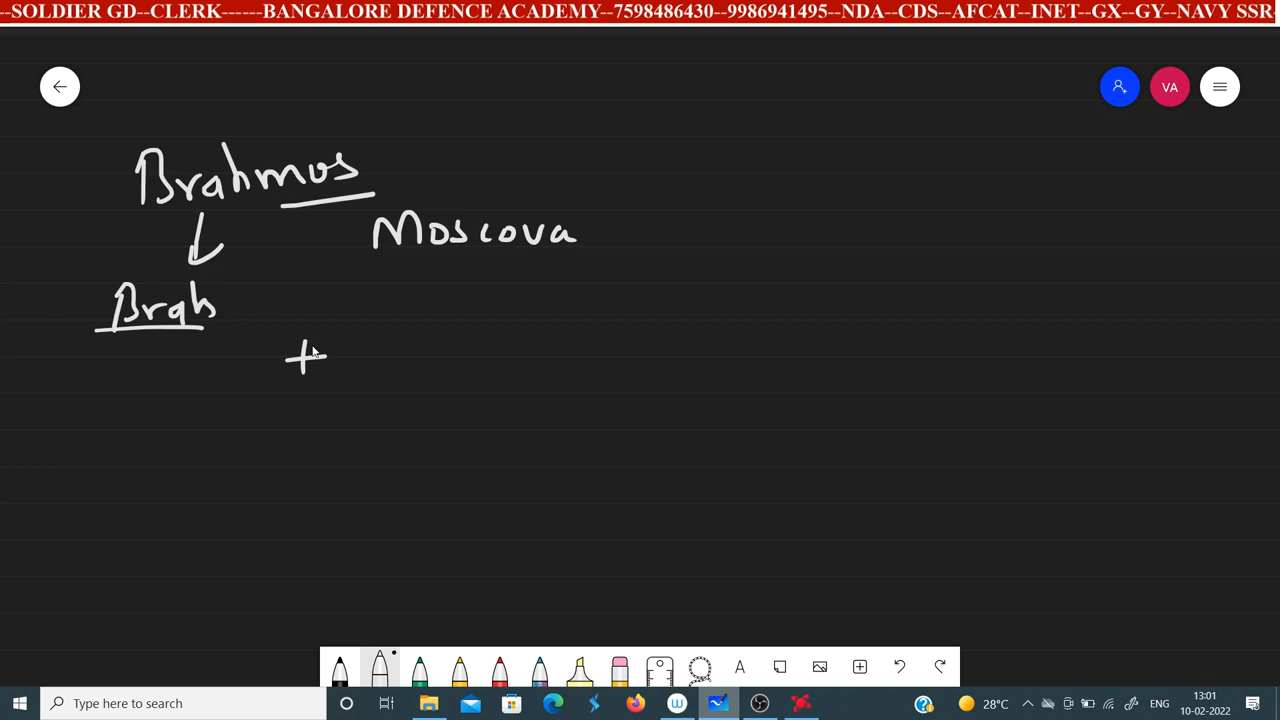 --SOLDIER GD--CLERK------BANGALORE DEFENCE ACADEMY--7598486430--9986941495--NDA--CDS--AFCAT--INET--GX--GY--NAVY SSR
VA
Brahmos
Moscova
Brah
+
A
Type here to search
28°C
ENG
13:01
10-02-2022